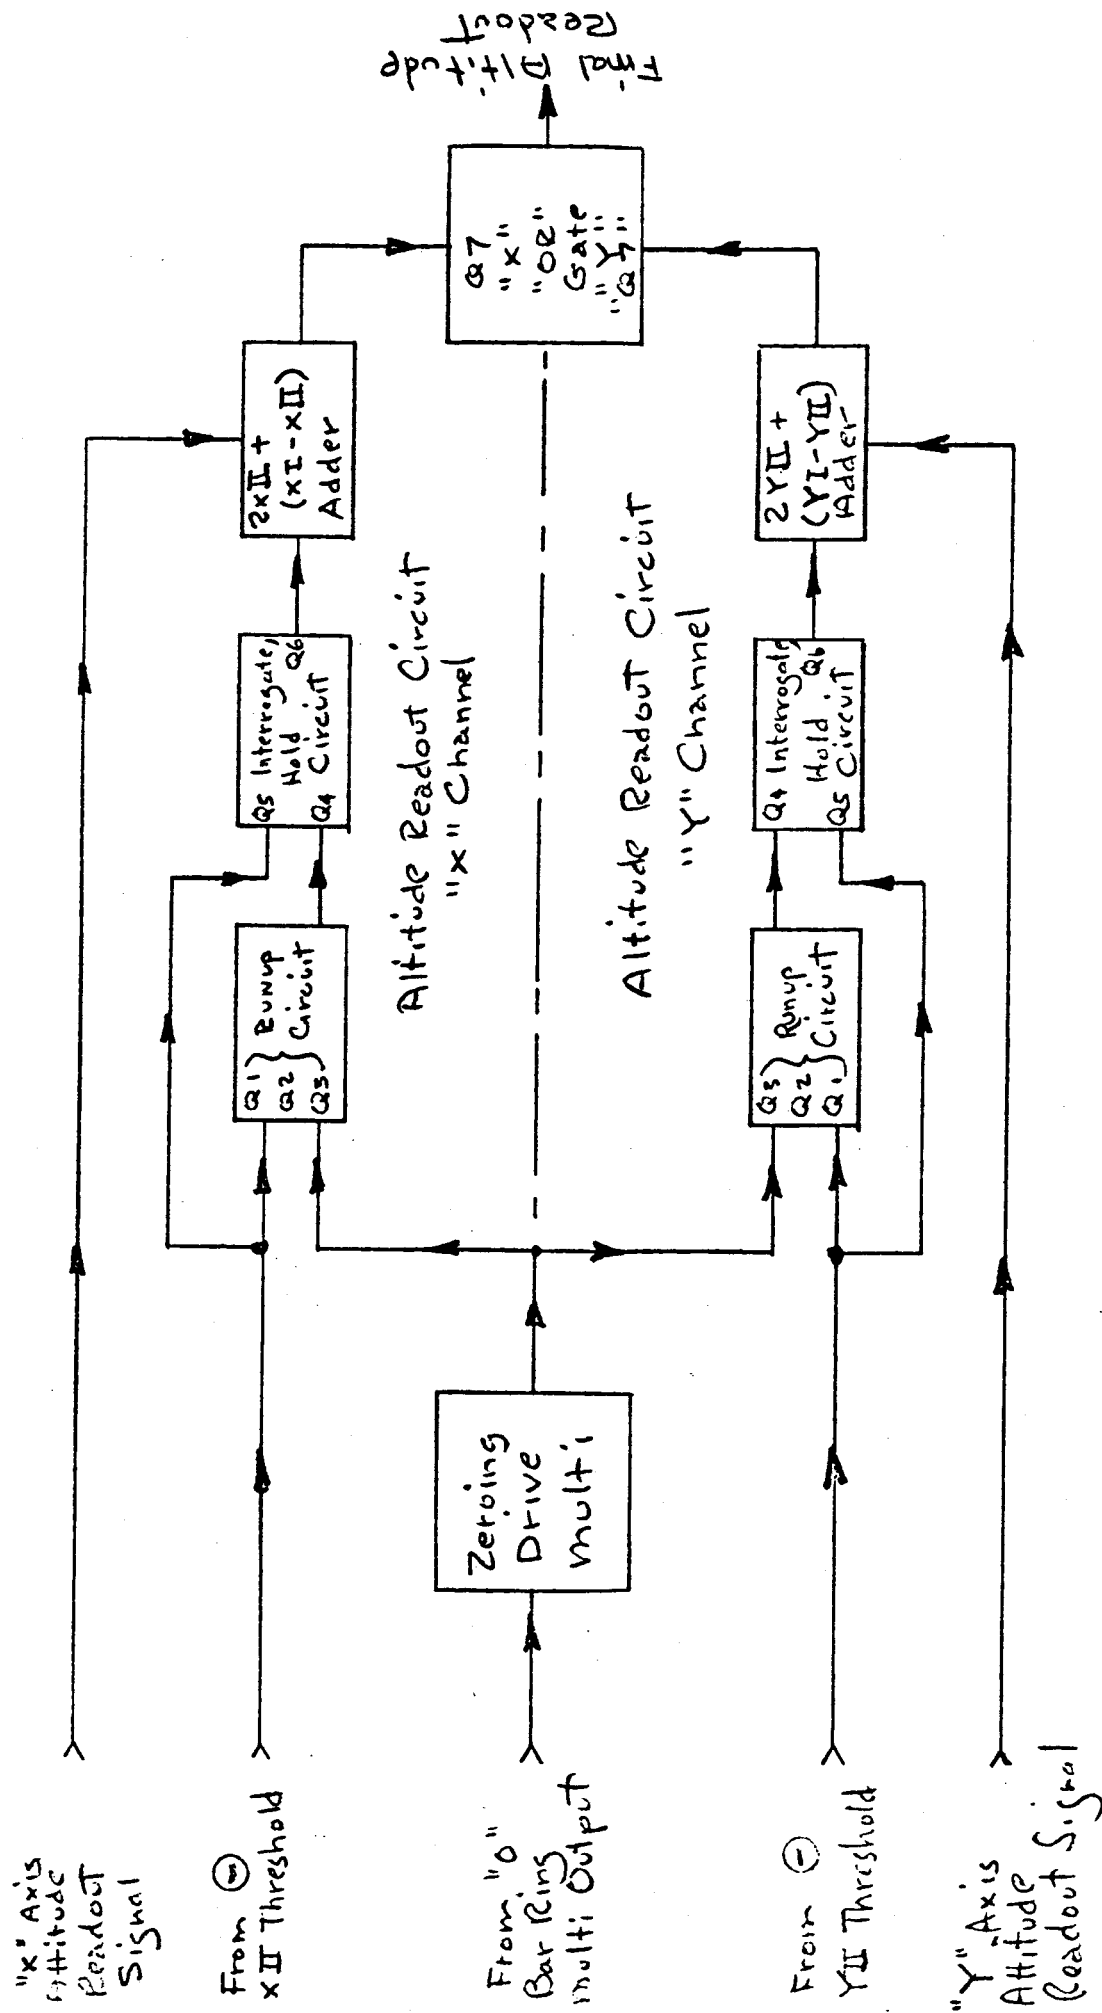 "X" Axis
Attitude
Readout
Signal
From ⊖
XII Threshold
From "0"
Bar Ring
multi Output
From ⊖
YII Threshold
"Y" Axis
Attitude
Readout Signal
Zeroing
Drive
multi
Q1
Q2
Q3
Runup
Circuit
Q5 Interrogate,
Hold Q6
Q4 Circuit
2XII +
(XI-XII)
Adder
Altitude Readout Circuit
"X" Channel
Q7
"X"
"OR"
Gate
"Y"
"Q7"
Final Altitude
Readout
Altitude Readout Circuit
"Y" Channel
Q3
Q2
Q1
Runup
Circuit
Q4 Interrogate,
Hold, Q6
Q5 Circuit
2YII +
(YI-YII)
Adder